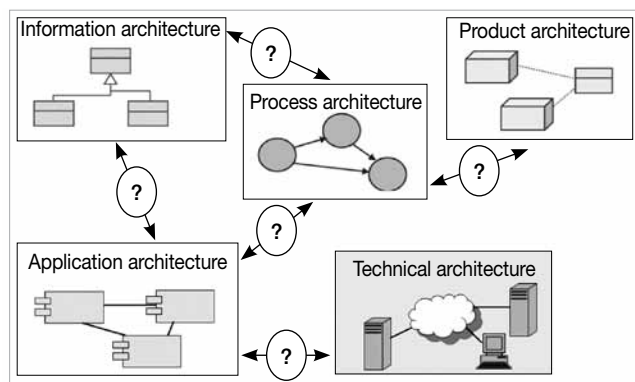 Information architecture
?
Product architecture
Process architecture
?
?
?
Application architecture
Technical architecture
?